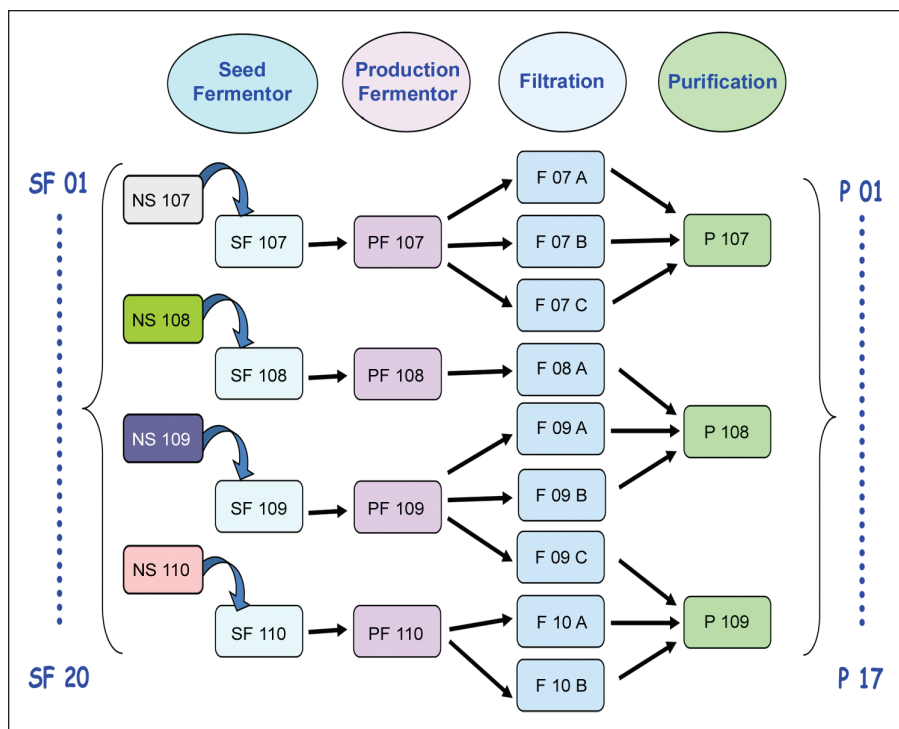 Seed
Fermentor
Production
Fermentor
Filtration
Purification
SF 01
NS 107
SF 107
PF 107
F 07 A
F 07 B
F 07 C
P 107
P 01
NS 108
SF 108
PF 108
F 08 A
P 108
NS 109
SF 109
PF 109
F 09 A
F 09 B
F 09 C
NS 110
SF 110
PF 110
F 10 A
F 10 B
P 109
SF 20
P 17